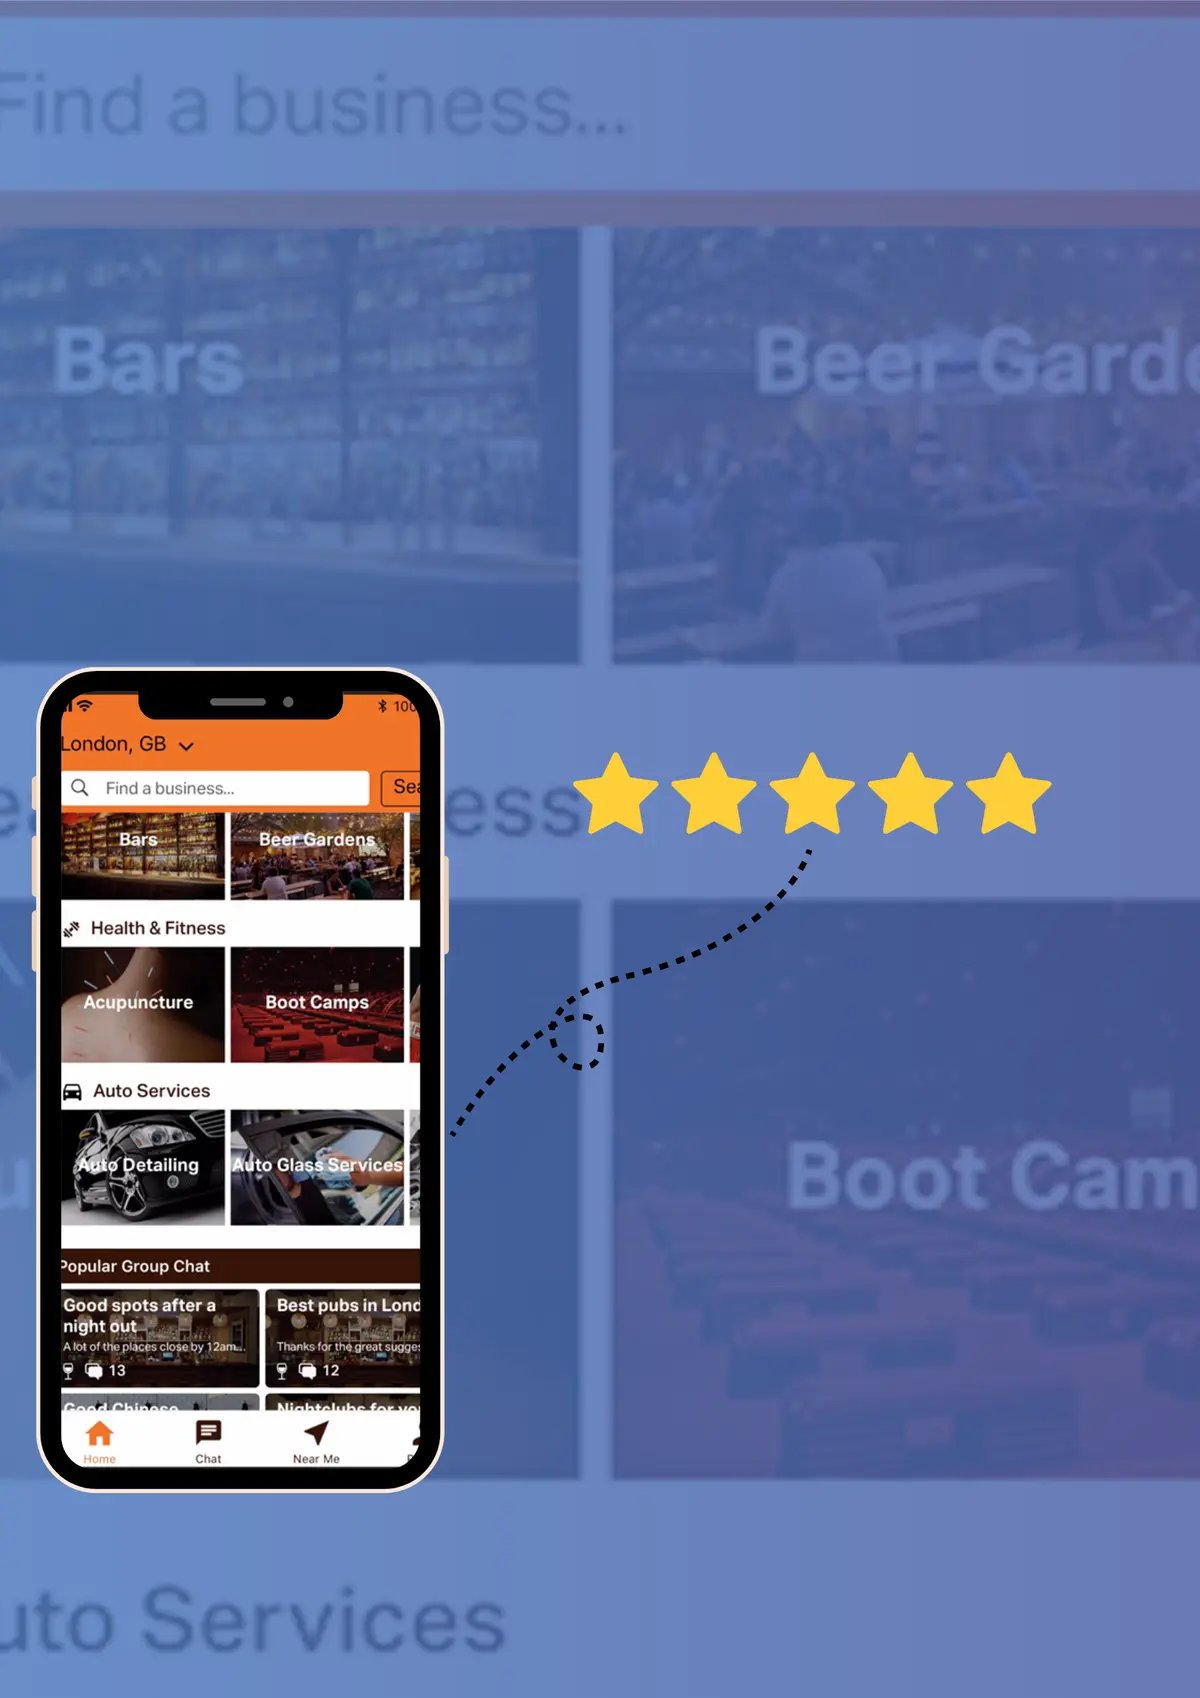 Find a business...
Bars
Beer Garde
ess
Boot Cam
uto Services
100
London, GB
Find a business...
Sea
Bars
Beer Gardens
Health & Fitness
Acupuncture
Boot Camps
Auto Services
Auto Detailing
Auto Glass Services
Popular Group Chat
Good spots after a
night out
A lot of the places close by 12am...
13
Best pubs in Lond
Thanks for the great sugges
12
Good Chinese
Nightclubs for you
Home
Chat
Near Me